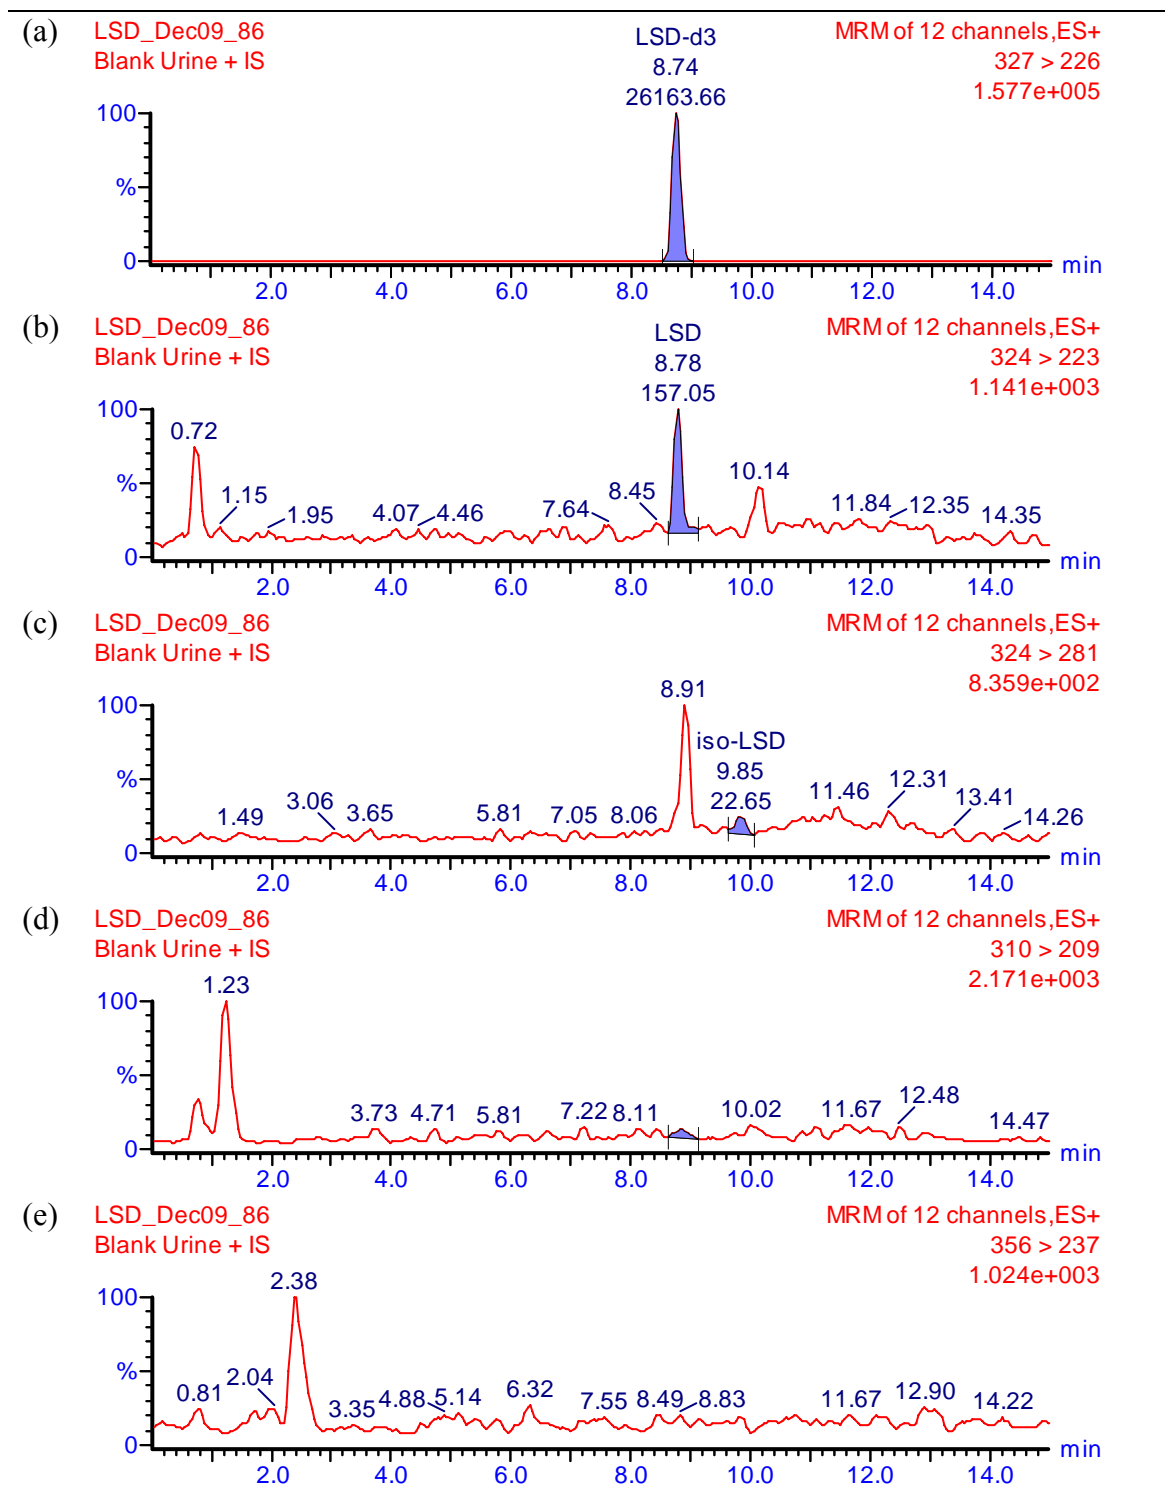 (a) LSD_Dec09_86
Blank Urine + IS
LSD-d3
8.74
26163.66
MRM of 12 channels,ES+
327 > 226
1.577e+005
100
%
0
2.0 4.0 6.0 8.0 10.0 12.0 14.0 min
(b) LSD_Dec09_86
Blank Urine + IS
LSD
8.78
157.05
MRM of 12 channels,ES+
324 > 223
1.141e+003
100
%
0
0.72 1.15 1.95 4.07 4.46 7.64 8.45 10.14 11.84 12.35 14.35
2.0 4.0 6.0 8.0 10.0 12.0 14.0 min
(c) LSD_Dec09_86
Blank Urine + IS
MRM of 12 channels,ES+
324 > 281
8.359e+002
100
%
0
8.91
iso-LSD
9.85
22.65
1.49 3.06 3.65 5.81 7.05 8.06 11.46 12.31 13.41 14.26
2.0 4.0 6.0 8.0 10.0 12.0 14.0 min
(d) LSD_Dec09_86
Blank Urine + IS
MRM of 12 channels,ES+
310 > 209
2.171e+003
100
%
0
1.23 3.73 4.71 5.81 7.22 8.11 10.02 11.67 12.48 14.47
2.0 4.0 6.0 8.0 10.0 12.0 14.0 min
(e) LSD_Dec09_86
Blank Urine + IS
MRM of 12 channels,ES+
356 > 237
1.024e+003
100
%
0
0.81 2.04 2.38 3.35 4.88 5.14 6.32 7.55 8.49 8.83 11.67 12.90 14.22
2.0 4.0 6.0 8.0 10.0 12.0 14.0 min